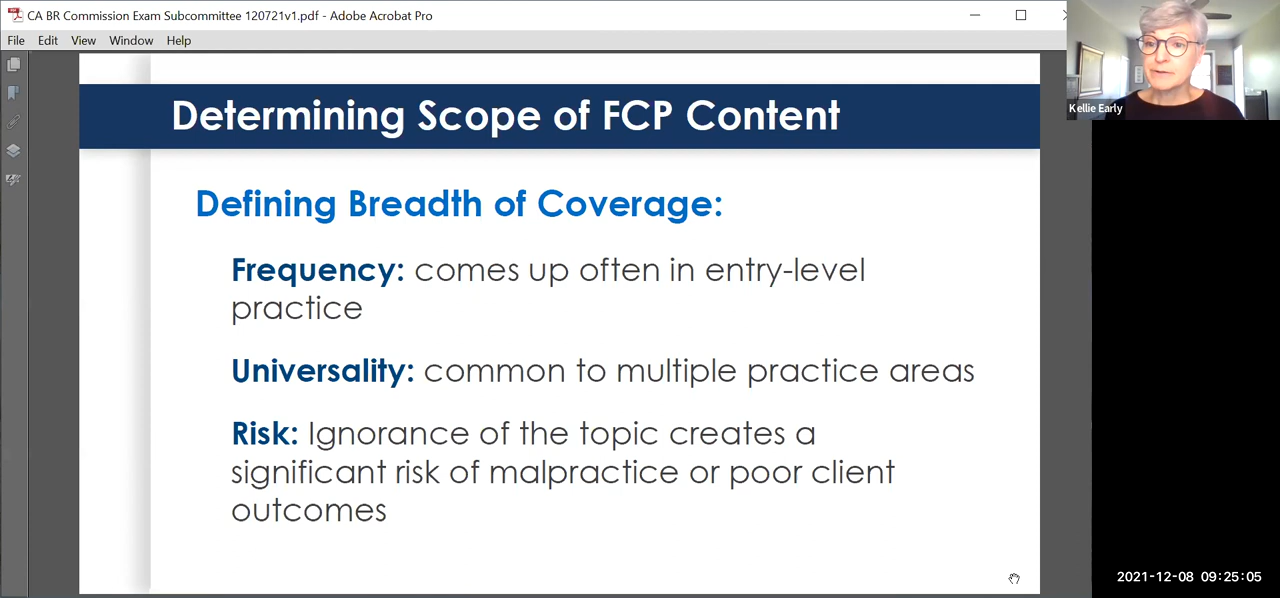 CA BR Commission Exam Subcommittee 120721v1.pdf - Adobe Acrobat Pro
File Edit View Window Help
Kellie Early
Determining Scope of FCP Content
Defining Breadth of Coverage:
Frequency: comes up often in entry-level
practice
Universality: common to multiple practice areas
Risk: Ignorance of the topic creates a
significant risk of malpractice or poor client
outcomes
2021-12-08 09:25:05